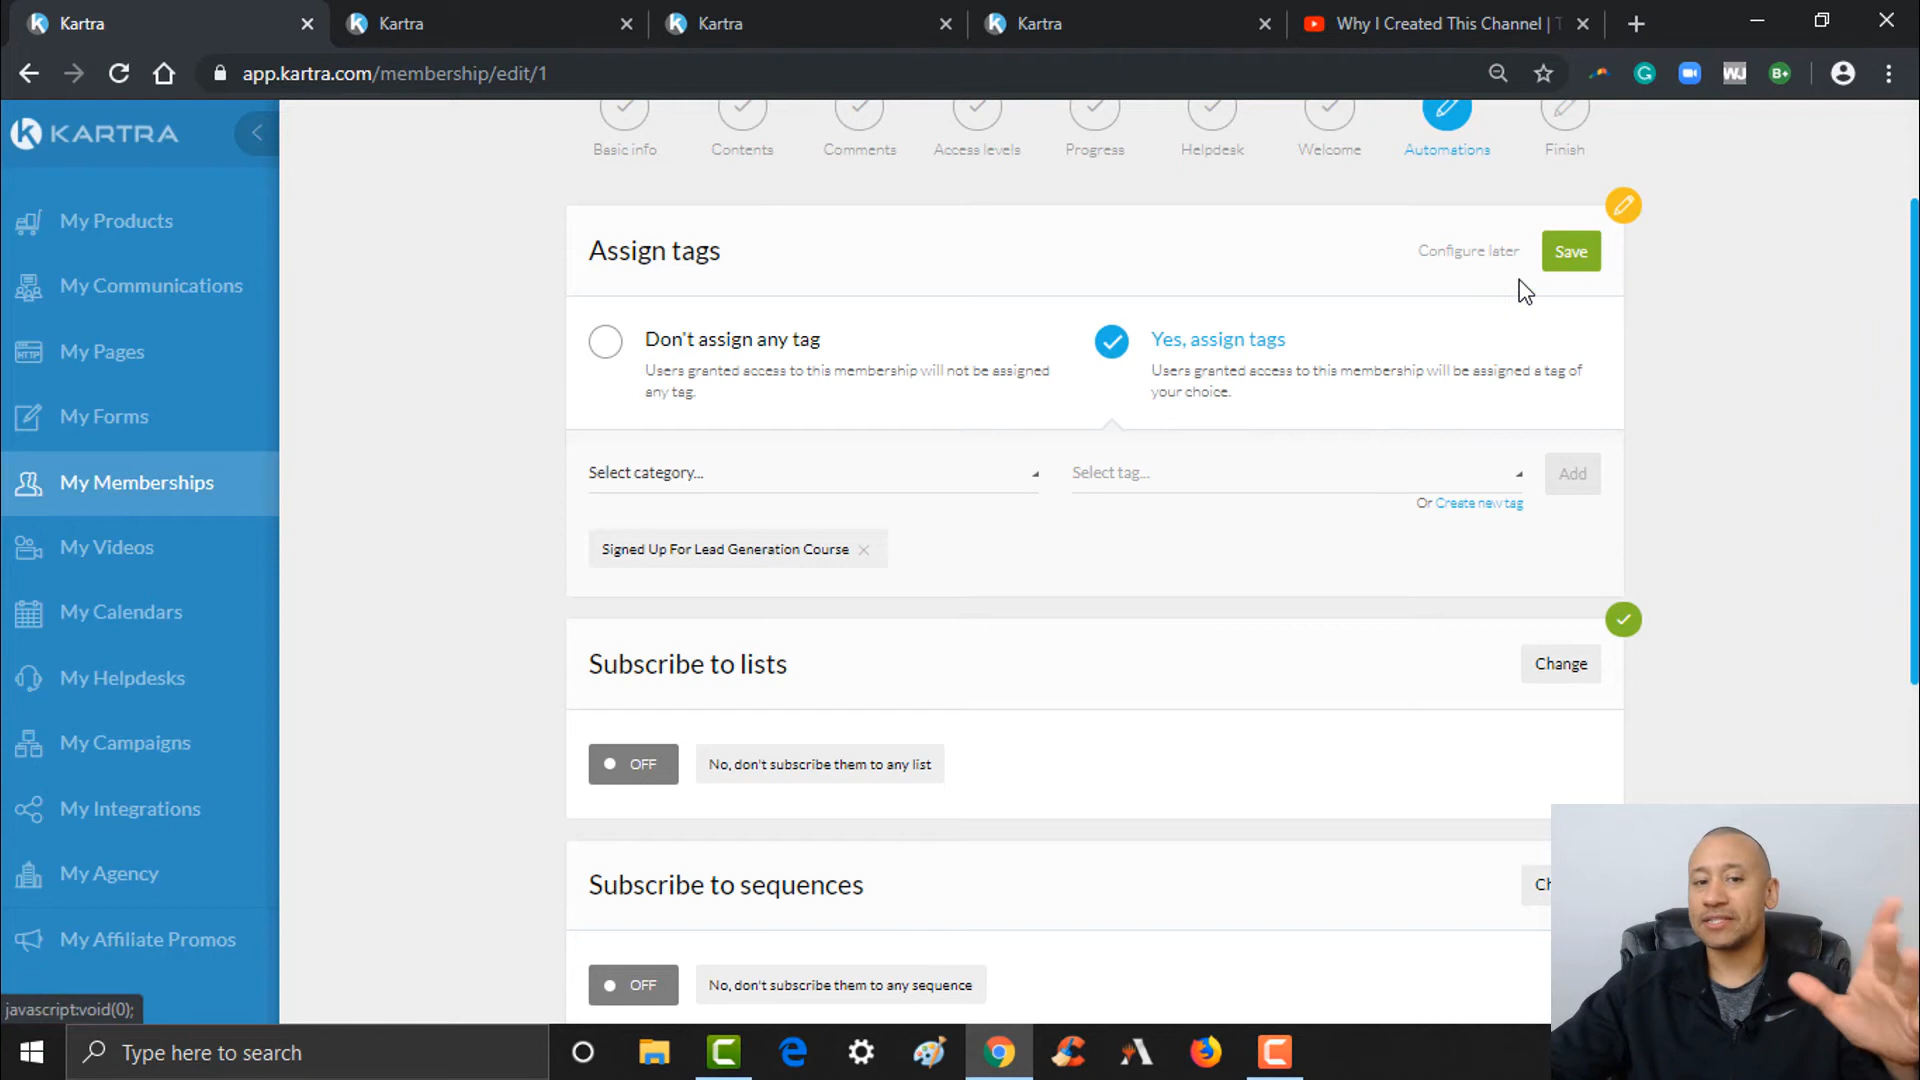 Kartra
Kartra
Kartra
Kartra
Why I Created This Channel | T
app.kartra.com/membership/edit/1
KARTRA
My Products
My Communications
My Pages
My Forms
My Memberships
My Videos
My Calendars
My Helpdesks
My Campaigns
My Integrations
My Agency
My Affiliate Promos
Basic info
Contents
Comments
Access levels
Progress
Helpdesk
Welcome
Automations
Finish
Assign tags
Configure later
Save
Don't assign any tag
Users granted access to this membership will not be assigned
any tag.
Yes, assign tags
Users granted access to this membership will be assigned a tag of
your choice.
Select category...
Select tag...
Add
Or Create new tag
Signed Up For Lead Generation Course
Subscribe to lists
Change
OFF
No, don't subscribe them to any list
Subscribe to sequences
Ch
OFF
No, don't subscribe them to any sequence
javascript:void(0);
Type here to search